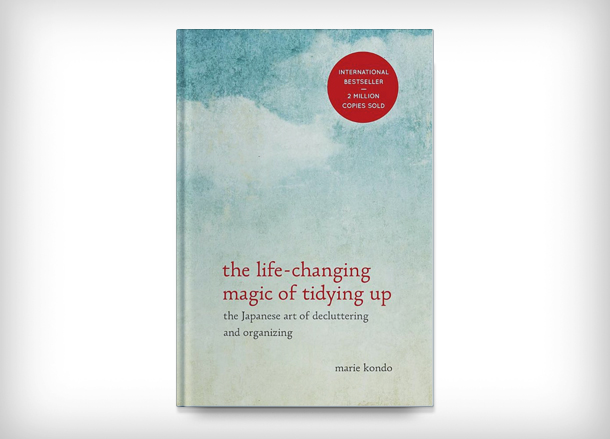 INTERNATIONAL
BESTSELLER
—
2 MILLION
COPIES SOLD
the life-changing
magic of tidying up
the Japanese art of decluttering
and organizing
marie kondo